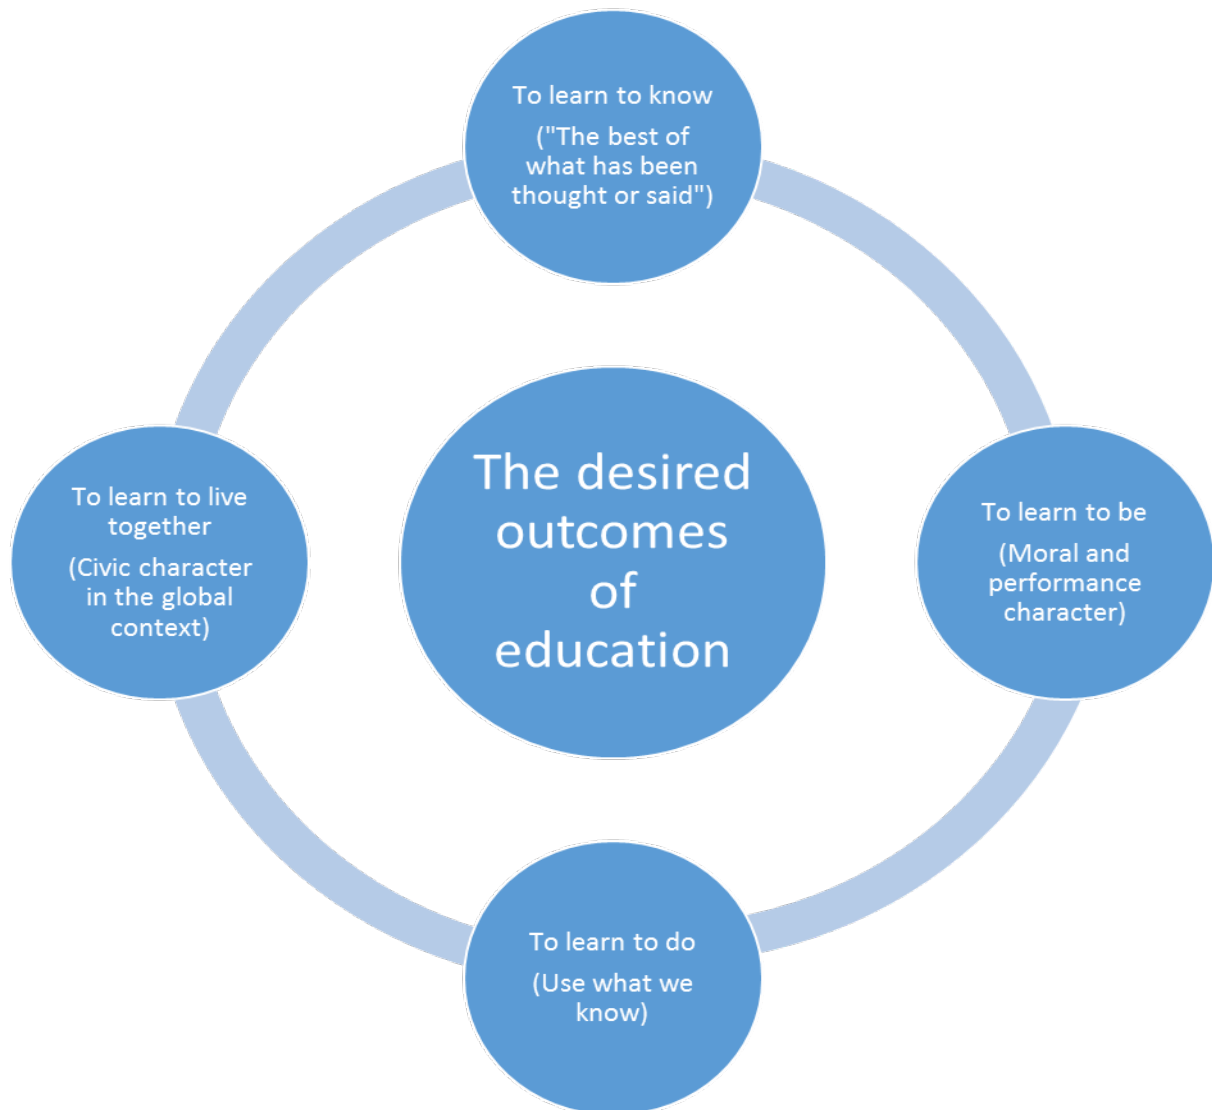 To learn to know
("The best of
what has been
thought or said")
To learn to be
(Moral and
performance
character)
To learn to do
(Use what we
know)
To learn to live
together
(Civic character
in the global
context)
The desired
outcomes
of
education